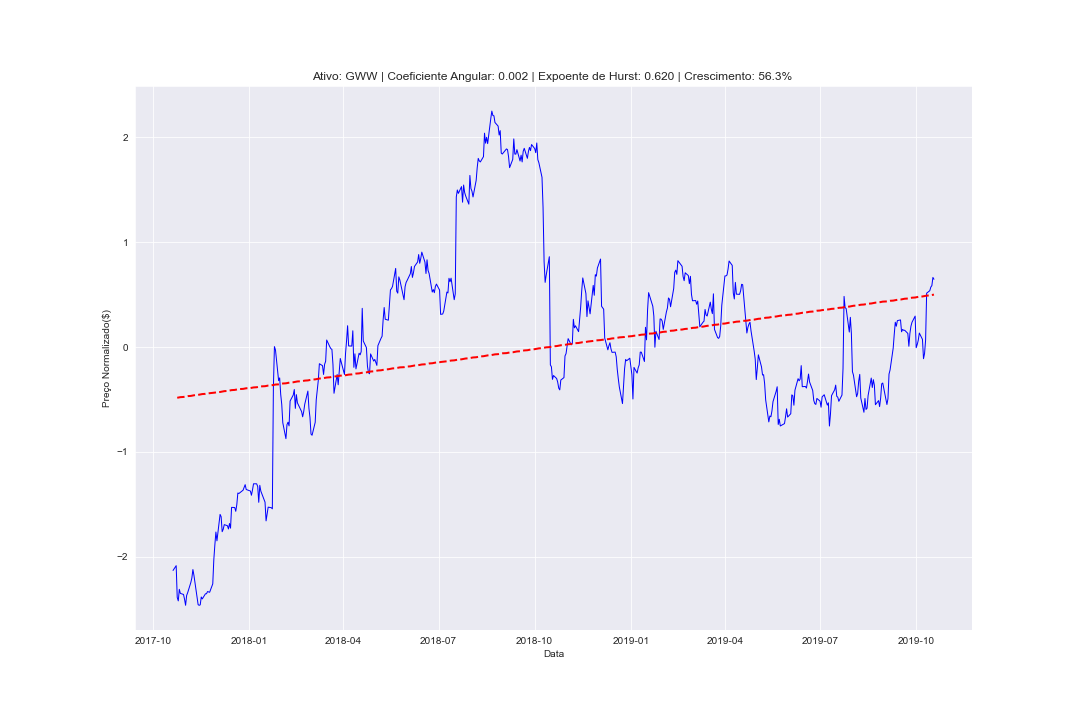 Ativo: GWW | Coeficiente Angular: 0.002 | Expoente de Hurst: 0.620 | Crescimento: 56.3%
Preço Normalizado($)
2
1
0
−1
−2
2017-10 2018-01 2018-04 2018-07 2018-10 2019-01 2019-04 2019-07 2019-10
Data